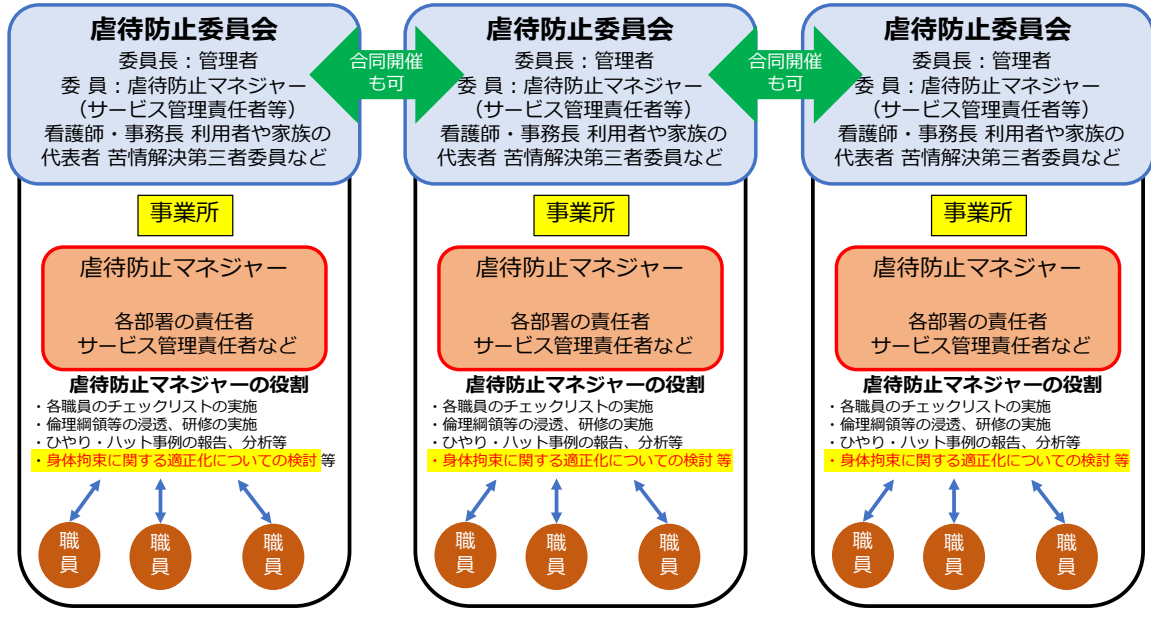 虐待防止委員会
委員長：管理者
委 員：虐待防止マネジャー
（サービス管理責任者等）
看護師・事務長 利用者や家族の
代表者 苦情解決第三者委員など
合同開催
も可
虐待防止委員会
委員長：管理者
委 員：虐待防止マネジャー
（サービス管理責任者等）
看護師・事務長 利用者や家族の
代表者 苦情解決第三者委員など
合同開催
も可
虐待防止委員会
委員長：管理者
委 員：虐待防止マネジャー
（サービス管理責任者等）
看護師・事務長 利用者や家族の
代表者 苦情解決第三者委員など
事業所
虐待防止マネジャー
各部署の責任者
サービス管理責任者など
虐待防止マネジャーの役割
・各職員のチェックリストの実施
・倫理綱領等の浸透、研修の実施
・ひやり・ハット事例の報告、分析等
・身体拘束に関する適正化についての検討 等
職
員
職
員
職
員
事業所
虐待防止マネジャー
各部署の責任者
サービス管理責任者など
虐待防止マネジャーの役割
・各職員のチェックリストの実施
・倫理綱領等の浸透、研修の実施
・ひやり・ハット事例の報告、分析等
・身体拘束に関する適正化についての検討 等
職
員
職
員
職
員
事業所
虐待防止マネジャー
各部署の責任者
サービス管理責任者など
虐待防止マネジャーの役割
・各職員のチェックリストの実施
・倫理綱領等の浸透、研修の実施
・ひやり・ハット事例の報告、分析等
・身体拘束に関する適正化についての検討 等
職
員
職
員
職
員